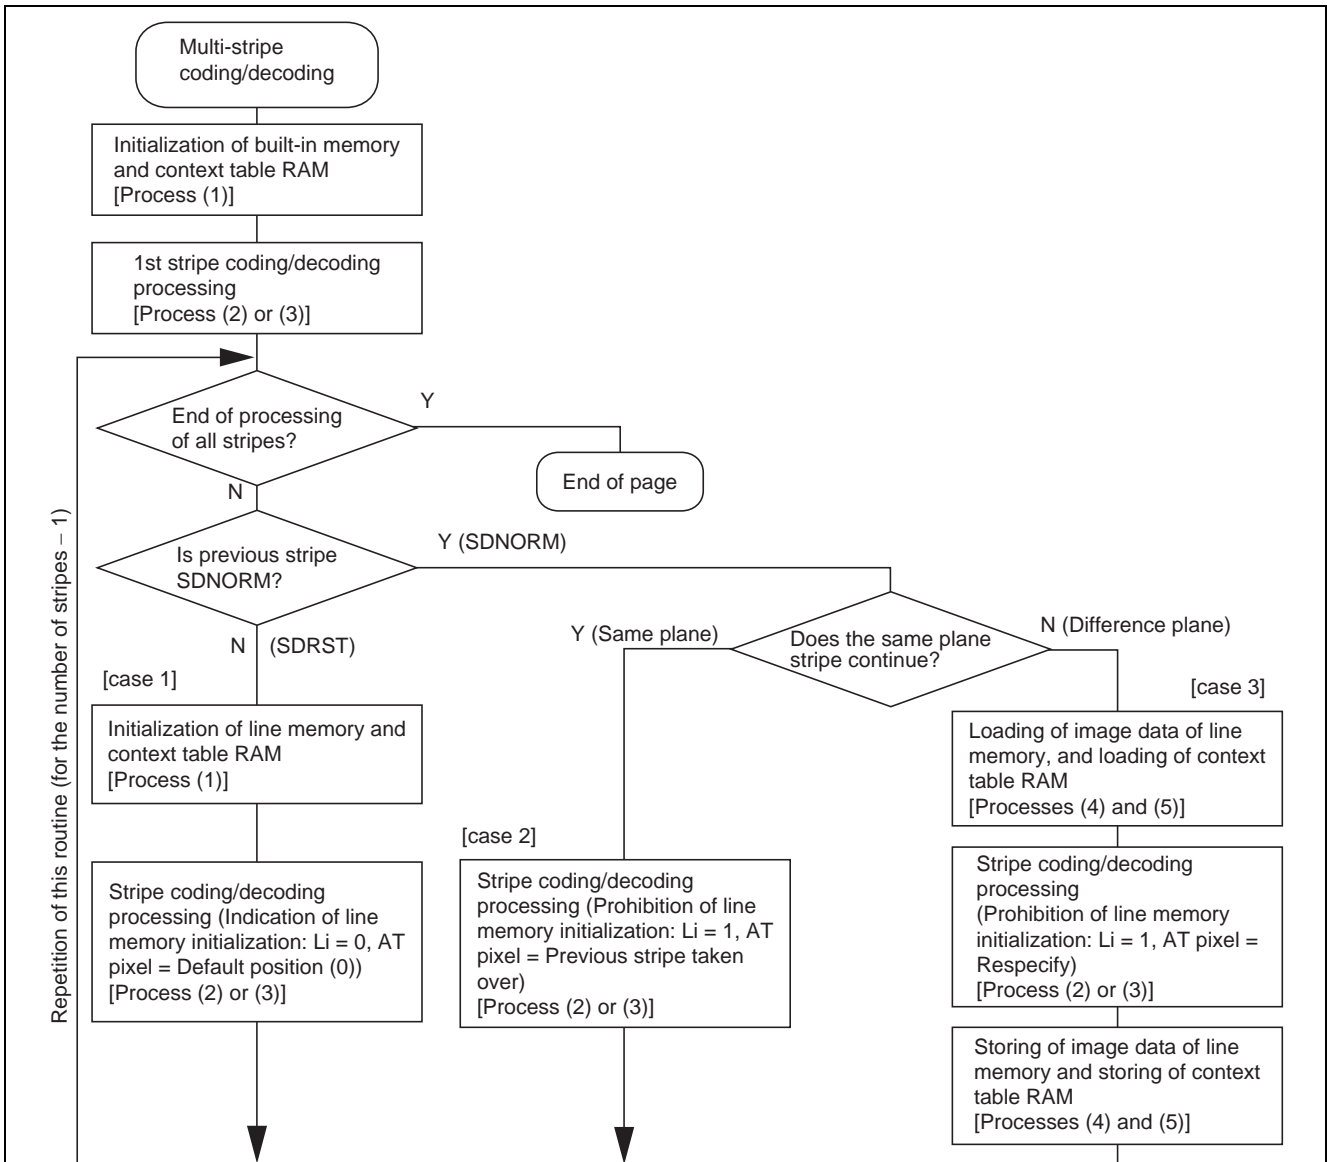 Multi-stripe
coding/decoding
Initialization of built-in memory
and context table RAM
[Process (1)]
1st stripe coding/decoding
processing
[Process (2) or (3)]
End of processing
of all stripes?
Y
End of page
N
Is previous stripe
SDNORM?
Y (SDNORM)
N (SDRST)
Does the same plane
stripe continue?
Y (Same plane)
N (Difference plane)
[case 1]
Initialization of line memory and
context table RAM
[Process (1)]
Stripe coding/decoding
processing (Indication of line
memory initialization: Li = 0, AT
pixel = Default position (0))
[Process (2) or (3)]
[case 2]
Stripe coding/decoding
processing (Prohibition of line
memory initialization: Li = 1, AT
pixel = Previous stripe taken
over)
[Process (2) or (3)]
[case 3]
Loading of image data of line
memory, and loading of context
table RAM
[Processes (4) and (5)]
Stripe coding/decoding
processing
(Prohibition of line memory
initialization: Li = 1, AT pixel =
Respecify)
[Process (2) or (3)]
Storing of image data of line
memory and storing of context
table RAM
[Processes (4) and (5)]
Repetition of this routine (for the number of stripes – 1)